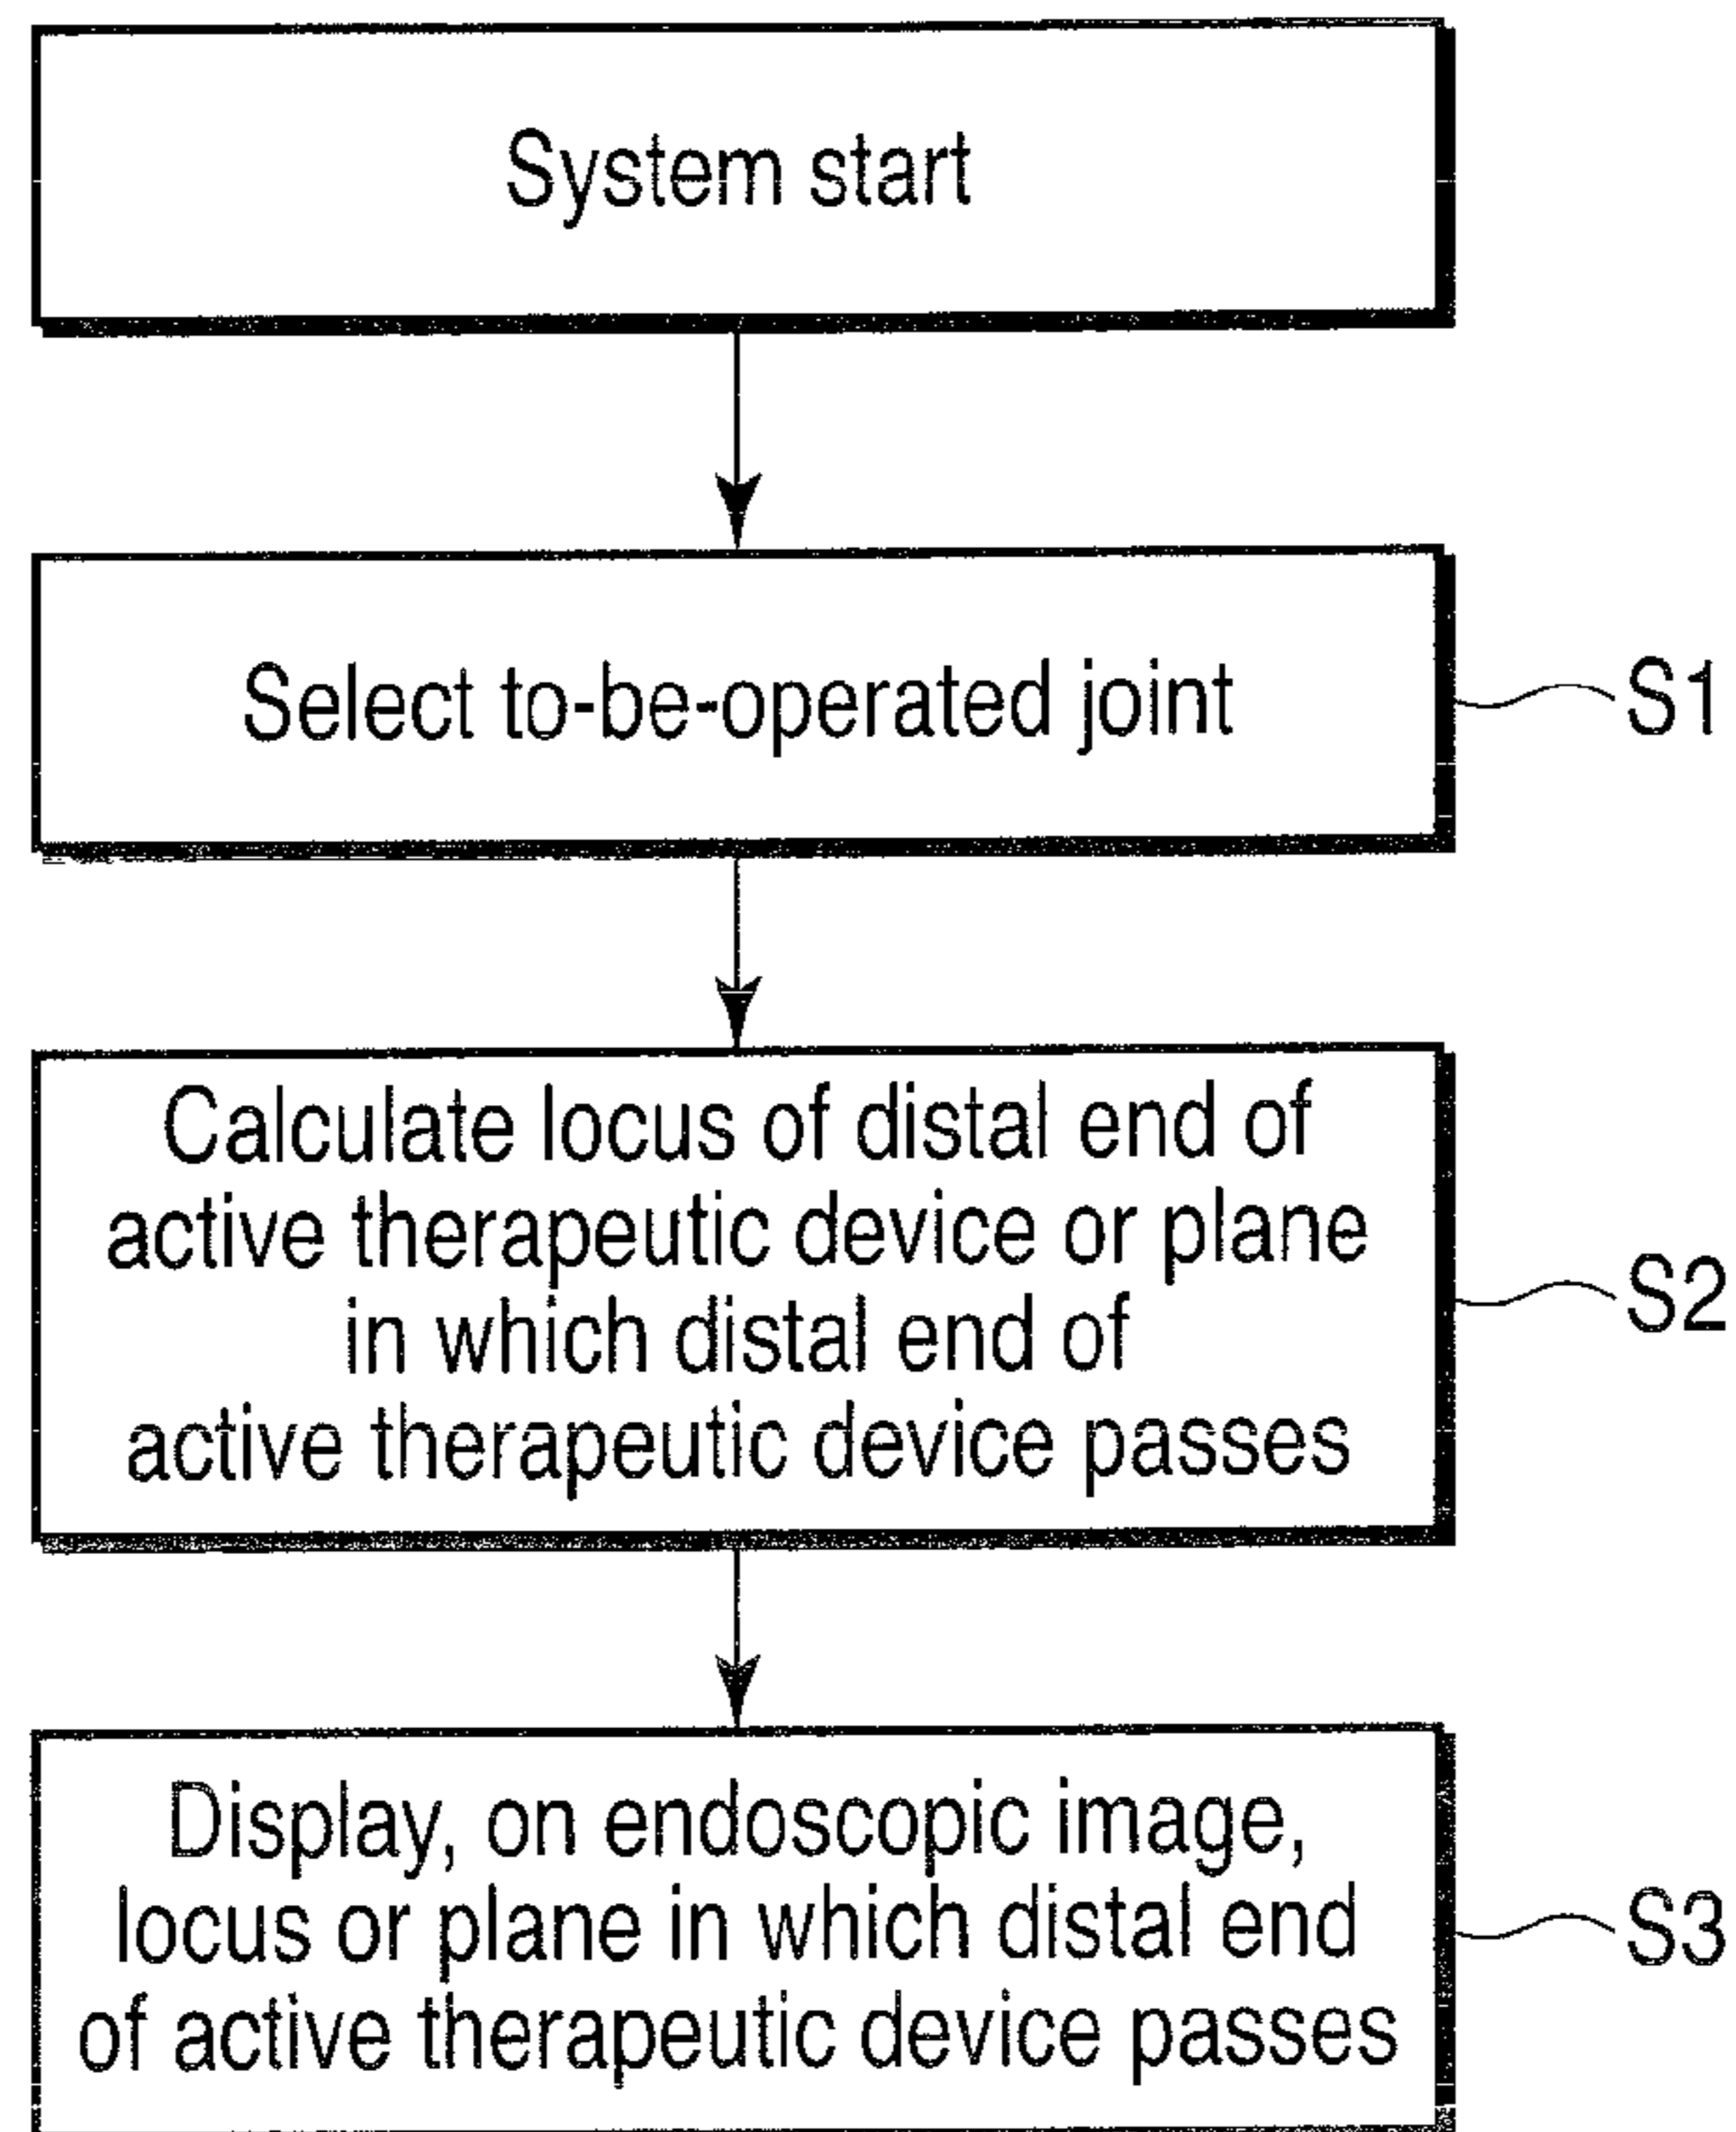 System start
Select to-be-operated joint
S1
Calculate locus of distal end of
active therapeutic device or plane
in which distal end of
active therapeutic device passes
S2
Display, on endoscopic image,
locus or plane in which distal end
of active therapeutic device passes
S3